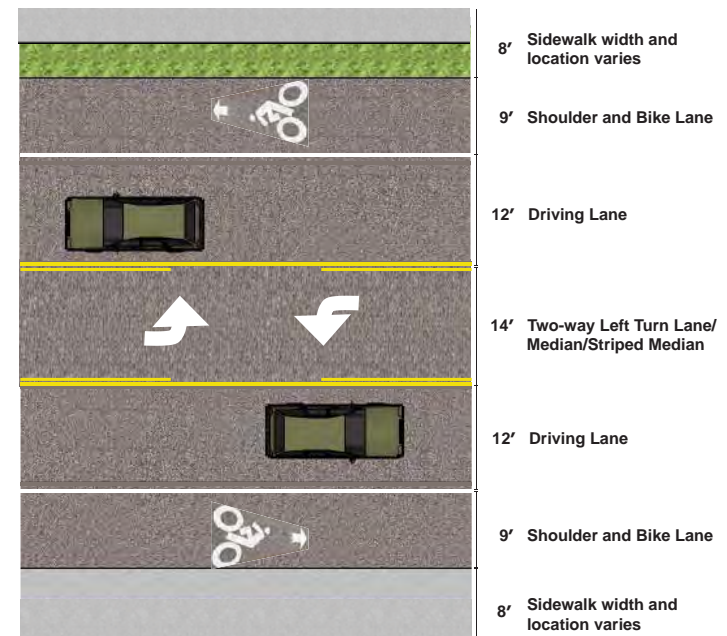 8′ Sidewalk width and
location varies
9′ Shoulder and Bike Lane
12′ Driving Lane
14′ Two-way Left Turn Lane/
Median/Striped Median
12′ Driving Lane
9′ Shoulder and Bike Lane
8′ Sidewalk width and
location varies